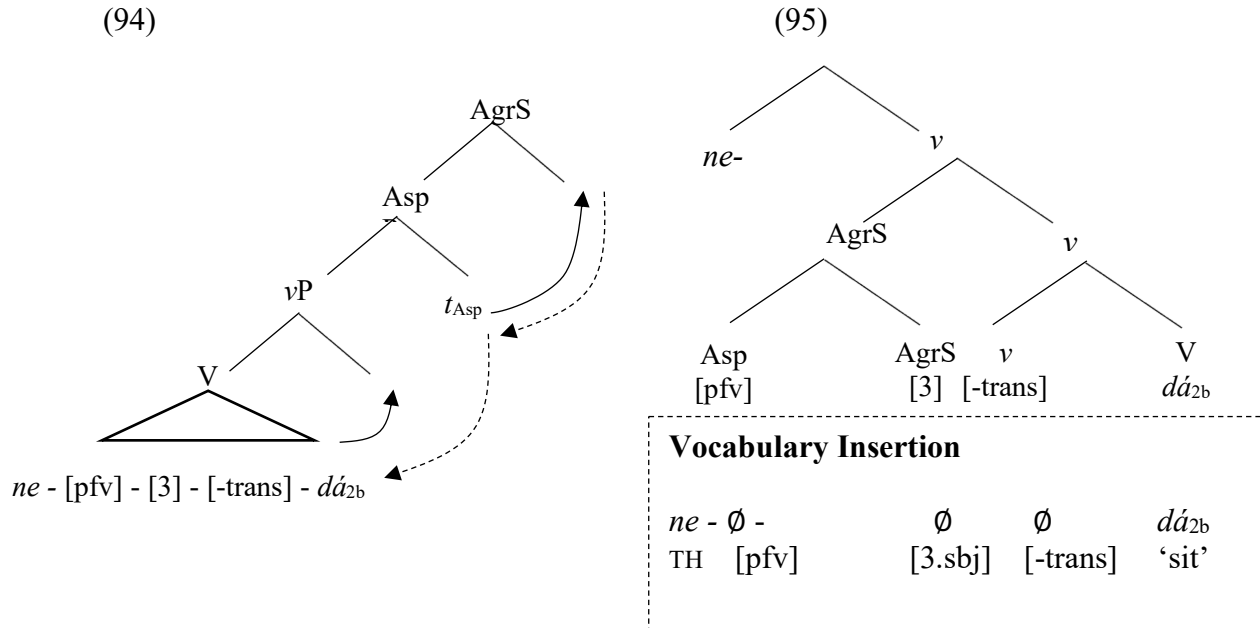 (94) (95)
AgrS
Asp
vP
t_Asp
V
ne - [pfv] - [3] - [-trans] - dá2b
ne-
v
AgrS v
Asp AgrS v V
[pfv] [3] [-trans] dá2b
Vocabulary Insertion
ne - ∅ - ∅ ∅ dá2b
TH [pfv] [3.sbj] [-trans] ‘sit’